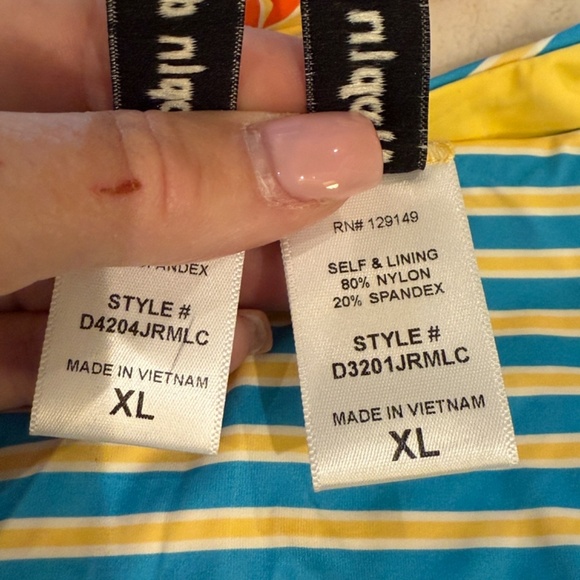 SPANDEX
STYLE #
D4204JRMLC
MADE IN VIETNAM
XL
RN# 129149
SELF & LINING
80% NYLON
20% SPANDEX
STYLE #
D3201JRMLC
MADE IN VIETNAM
XL